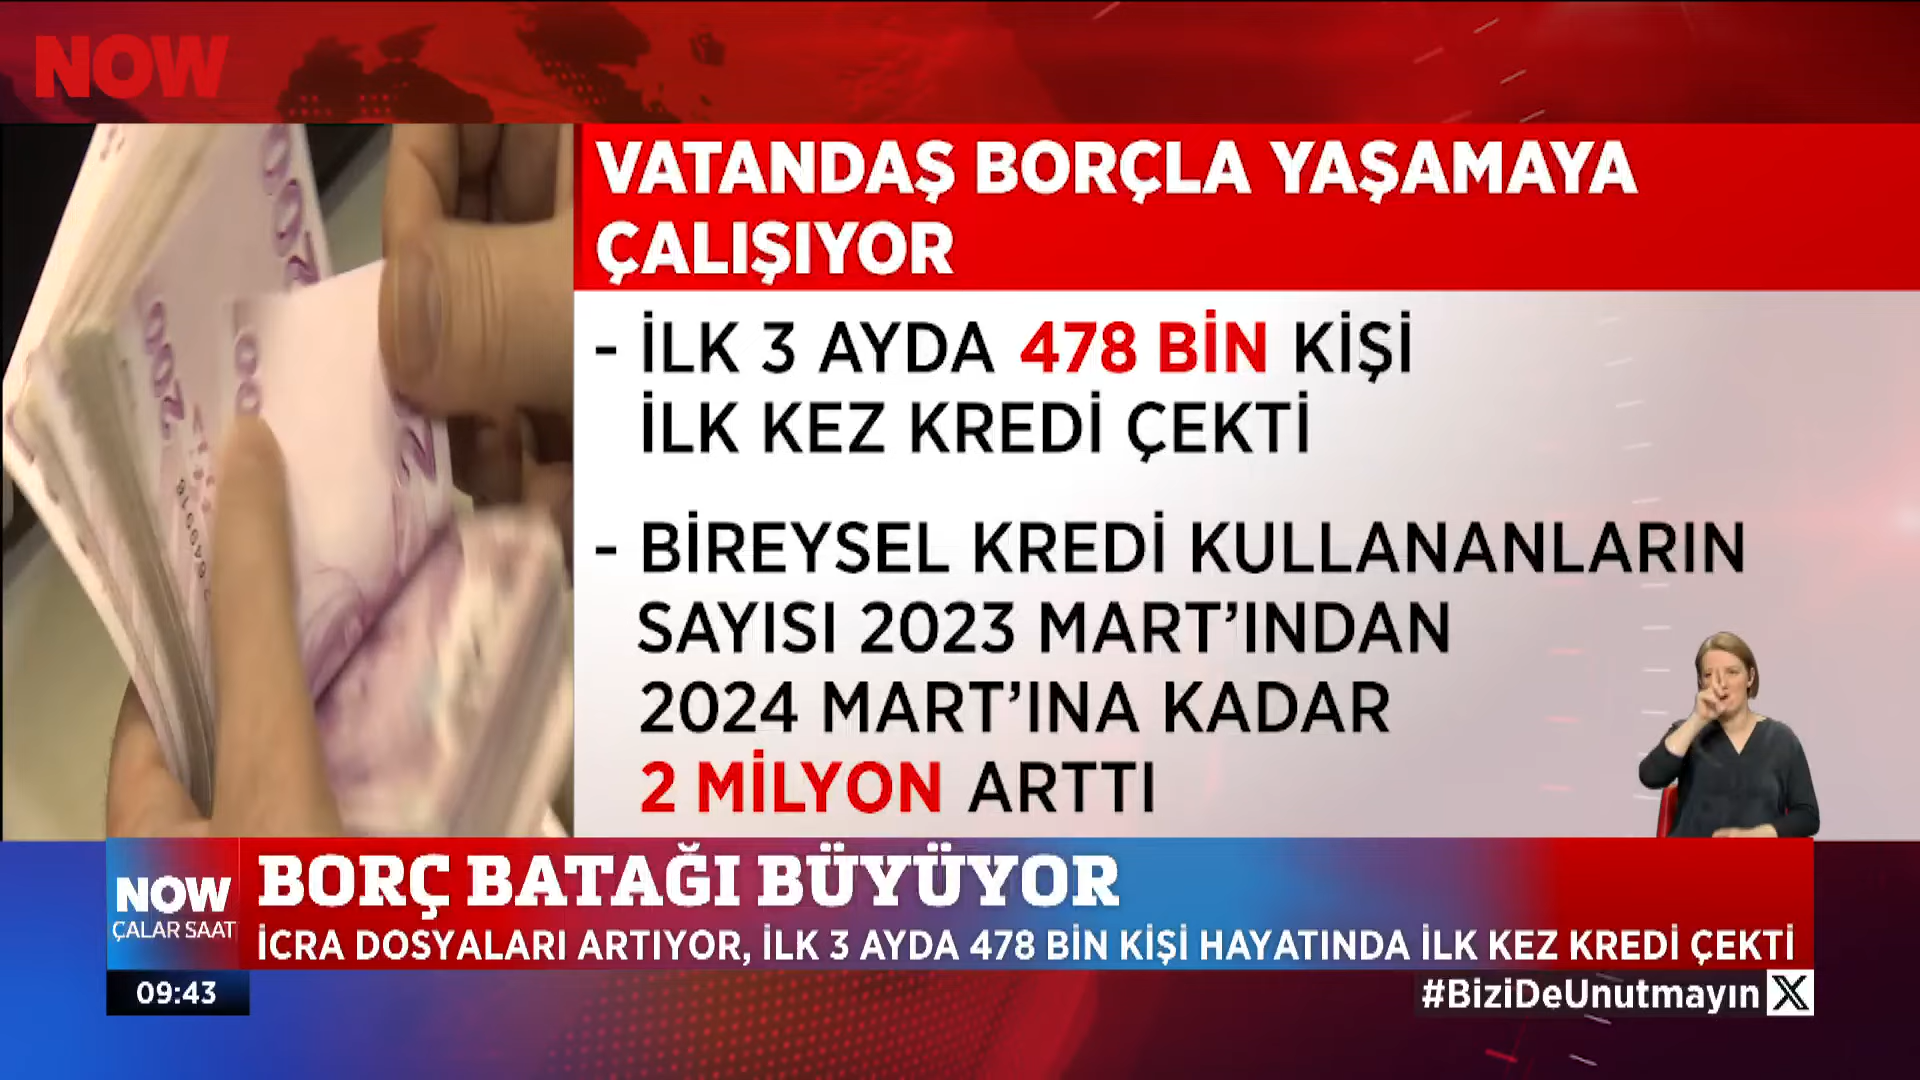 NOW
VATANDAŞ BORÇLA YAŞAMAYA
ÇALIŞIYOR
- İLK 3 AYDA 478 BİN KİŞİ
İLK KEZ KREDİ ÇEKTİ
- BİREYSEL KREDİ KULLANANLARIN
SAYISI 2023 MART’INDAN
2024 MART’INA KADAR
2 MİLYON ARTTI
NOW
ÇALAR SAAT
BORÇ BATAĞI BÜYÜYOR
İCRA DOSYALARI ARTIYOR, İLK 3 AYDA 478 BİN KİŞİ HAYATINDA İLK KEZ KREDİ ÇEKTİ
09:43
#BiziDeUnutmayın X